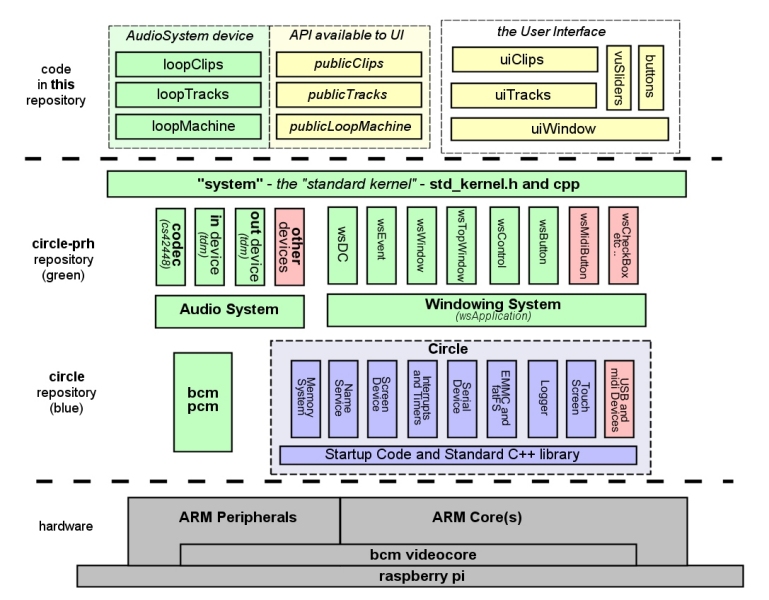 AudioSystem device
API available to UI
the User Interface
code
in this
repository
loopClips
loopTracks
loopMachine
publicClips
publicTracks
publicLoopMachine
uiClips
uiTracks
vuSliders
buttons
uiWindow
"system" - the "standard kernel" - std_kernel.h and cpp
circle-prh
repository
(green)
codec
(cs42448)
in device
(tdm)
out device
(tdm)
other
devices
wsDC
wsEvent
wsWindow
wsTopWindow
wsControl
wsButton
wsMidiButton
wsCheckBox
etc ..
Audio System
Windowing System
(wsApplication)
circle
repository
(blue)
bcm
pcm
Circle
Memory
System
Name
Service
Screen
Device
Interrupts
and Timers
Serial
Device
EMMC and
fatFS
Logger
Touch
Screen
USB and
midi Devices
Startup Code and Standard C++ library
hardware
ARM Peripherals
ARM Core(s)
bcm videocore
raspberry pi